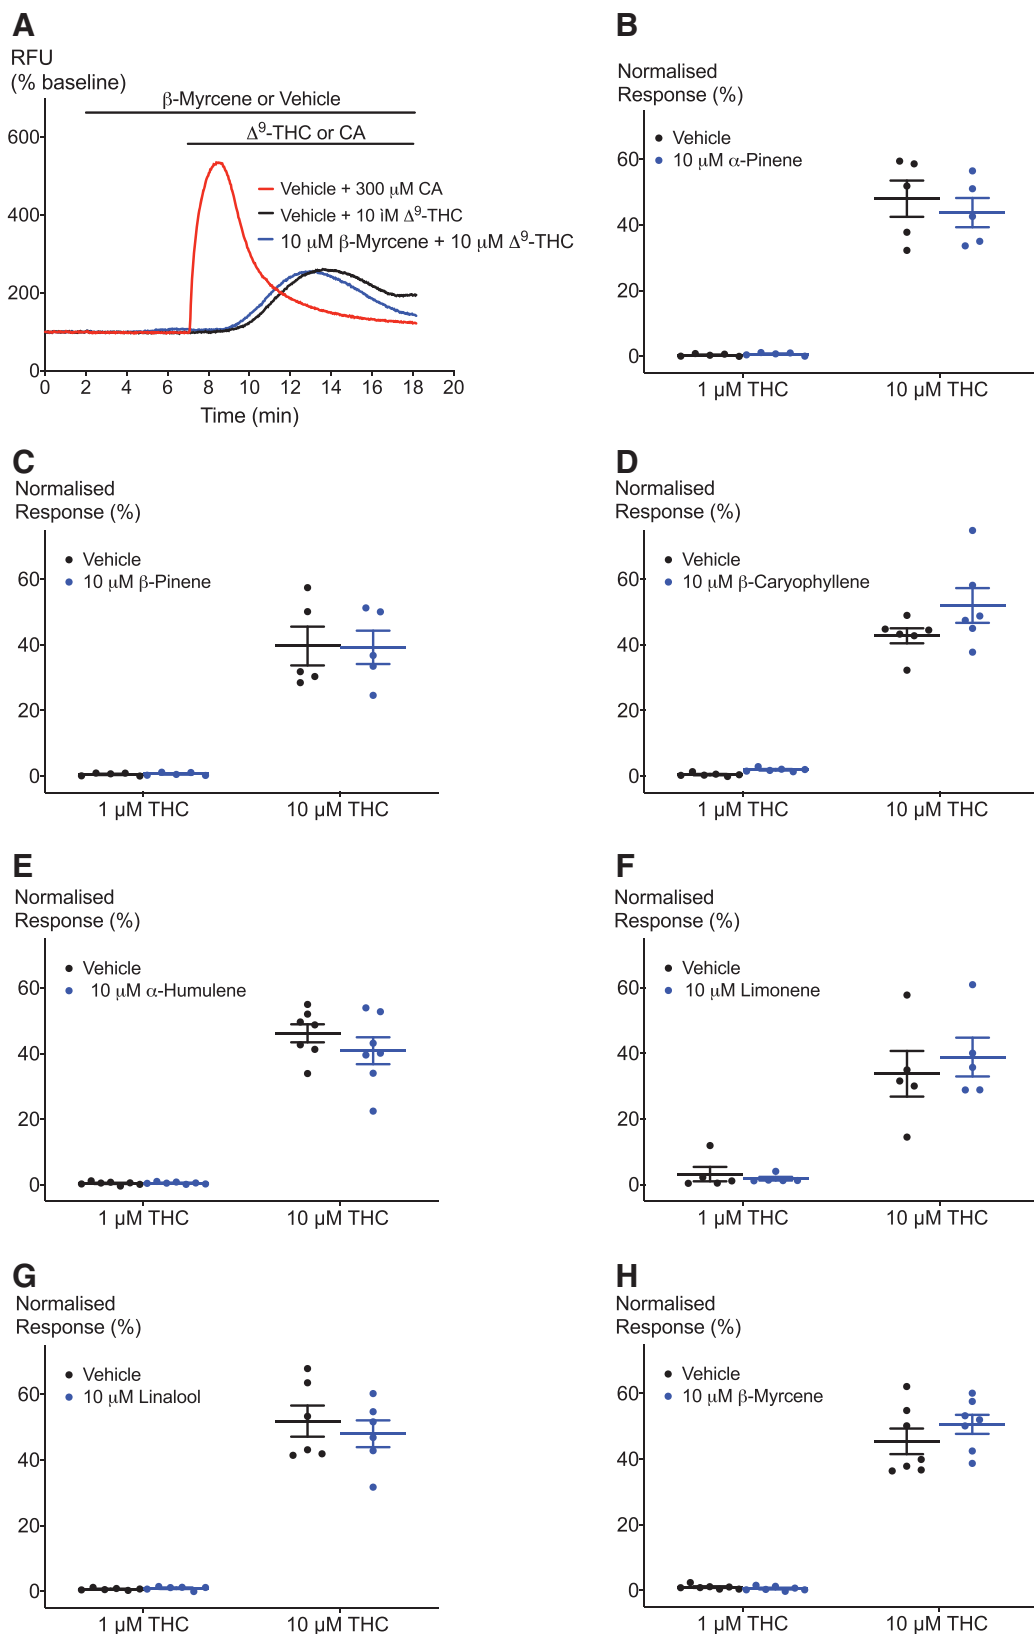 A
RFU
(% baseline)
β-Myrcene or Vehicle
Δ⁹-THC or CA
600
400
200
0
Vehicle + 300 μM CA
Vehicle + 10 iM Δ⁹-THC
10 μM β-Myrcene + 10 μM Δ⁹-THC
0 2 4 6 8 10 12 14 16 18 20
Time (min)
B
Normalised
Response (%)
Vehicle
10 μM α-Pinene
60
40
20
0
1 µM THC 10 µM THC
C
Normalised
Response (%)
Vehicle
10 μM β-Pinene
60
40
20
0
1 µM THC 10 µM THC
D
Normalised
Response (%)
Vehicle
10 μM β-Caryophyllene
60
40
20
0
1 µM THC 10 µM THC
E
Normalised
Response (%)
Vehicle
10 μM α-Humulene
60
40
20
0
1 µM THC 10 µM THC
F
Normalised
Response (%)
Vehicle
10 μM Limonene
60
40
20
0
1 µM THC 10 µM THC
G
Normalised
Response (%)
Vehicle
10 μM Linalool
60
40
20
0
1 µM THC 10 µM THC
H
Normalised
Response (%)
Vehicle
10 μM β-Myrcene
60
40
20
0
1 µM THC 10 µM THC